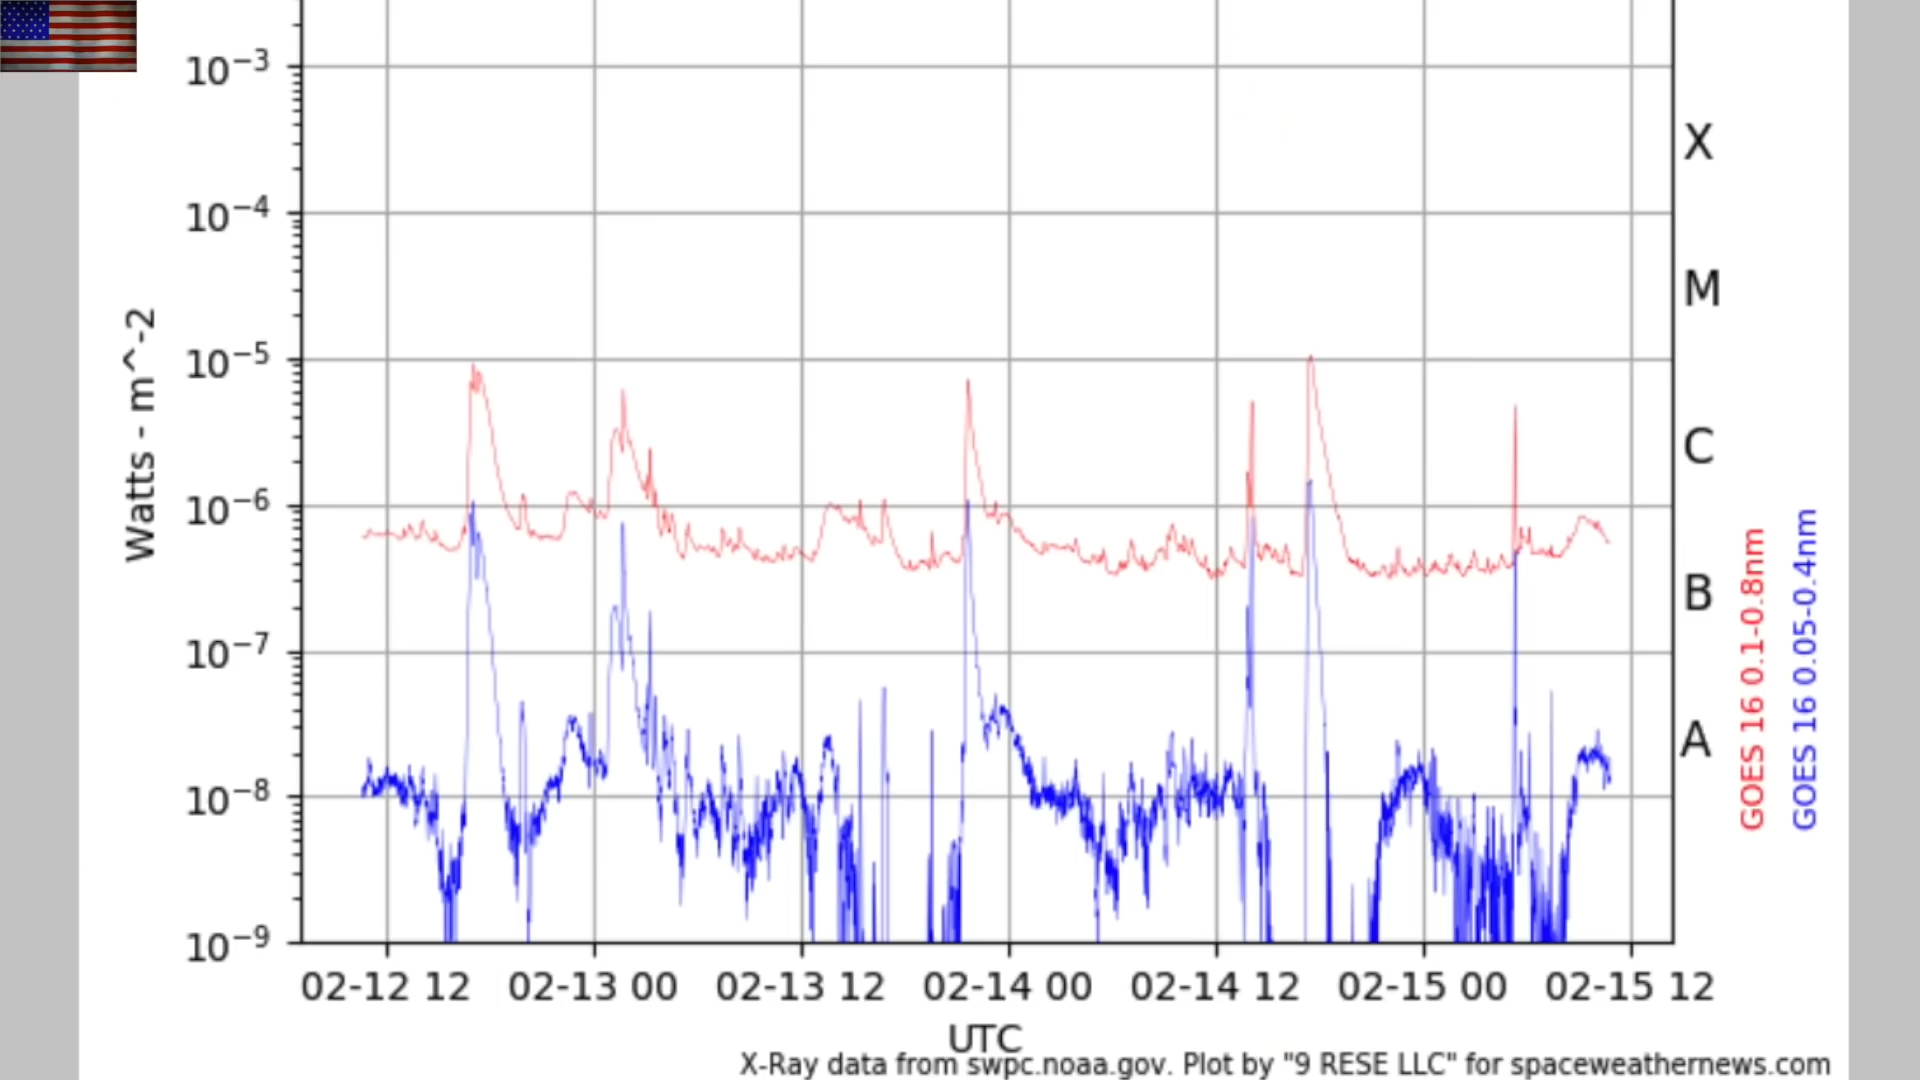 10−3
10−4
10−5
10−6
10−7
10−8
10−9
Watts - m^-2
X
M
C
B
A
GOES 16 0.1-0.8nm
GOES 16 0.05-0.4nm
02-12 12 02-13 00 02-13 12 02-14 00 02-14 12 02-15 00 02-15 12
UTC
X-Ray data from swpc.noaa.gov. Plot by "9 RESE LLC" for spaceweathernews.com